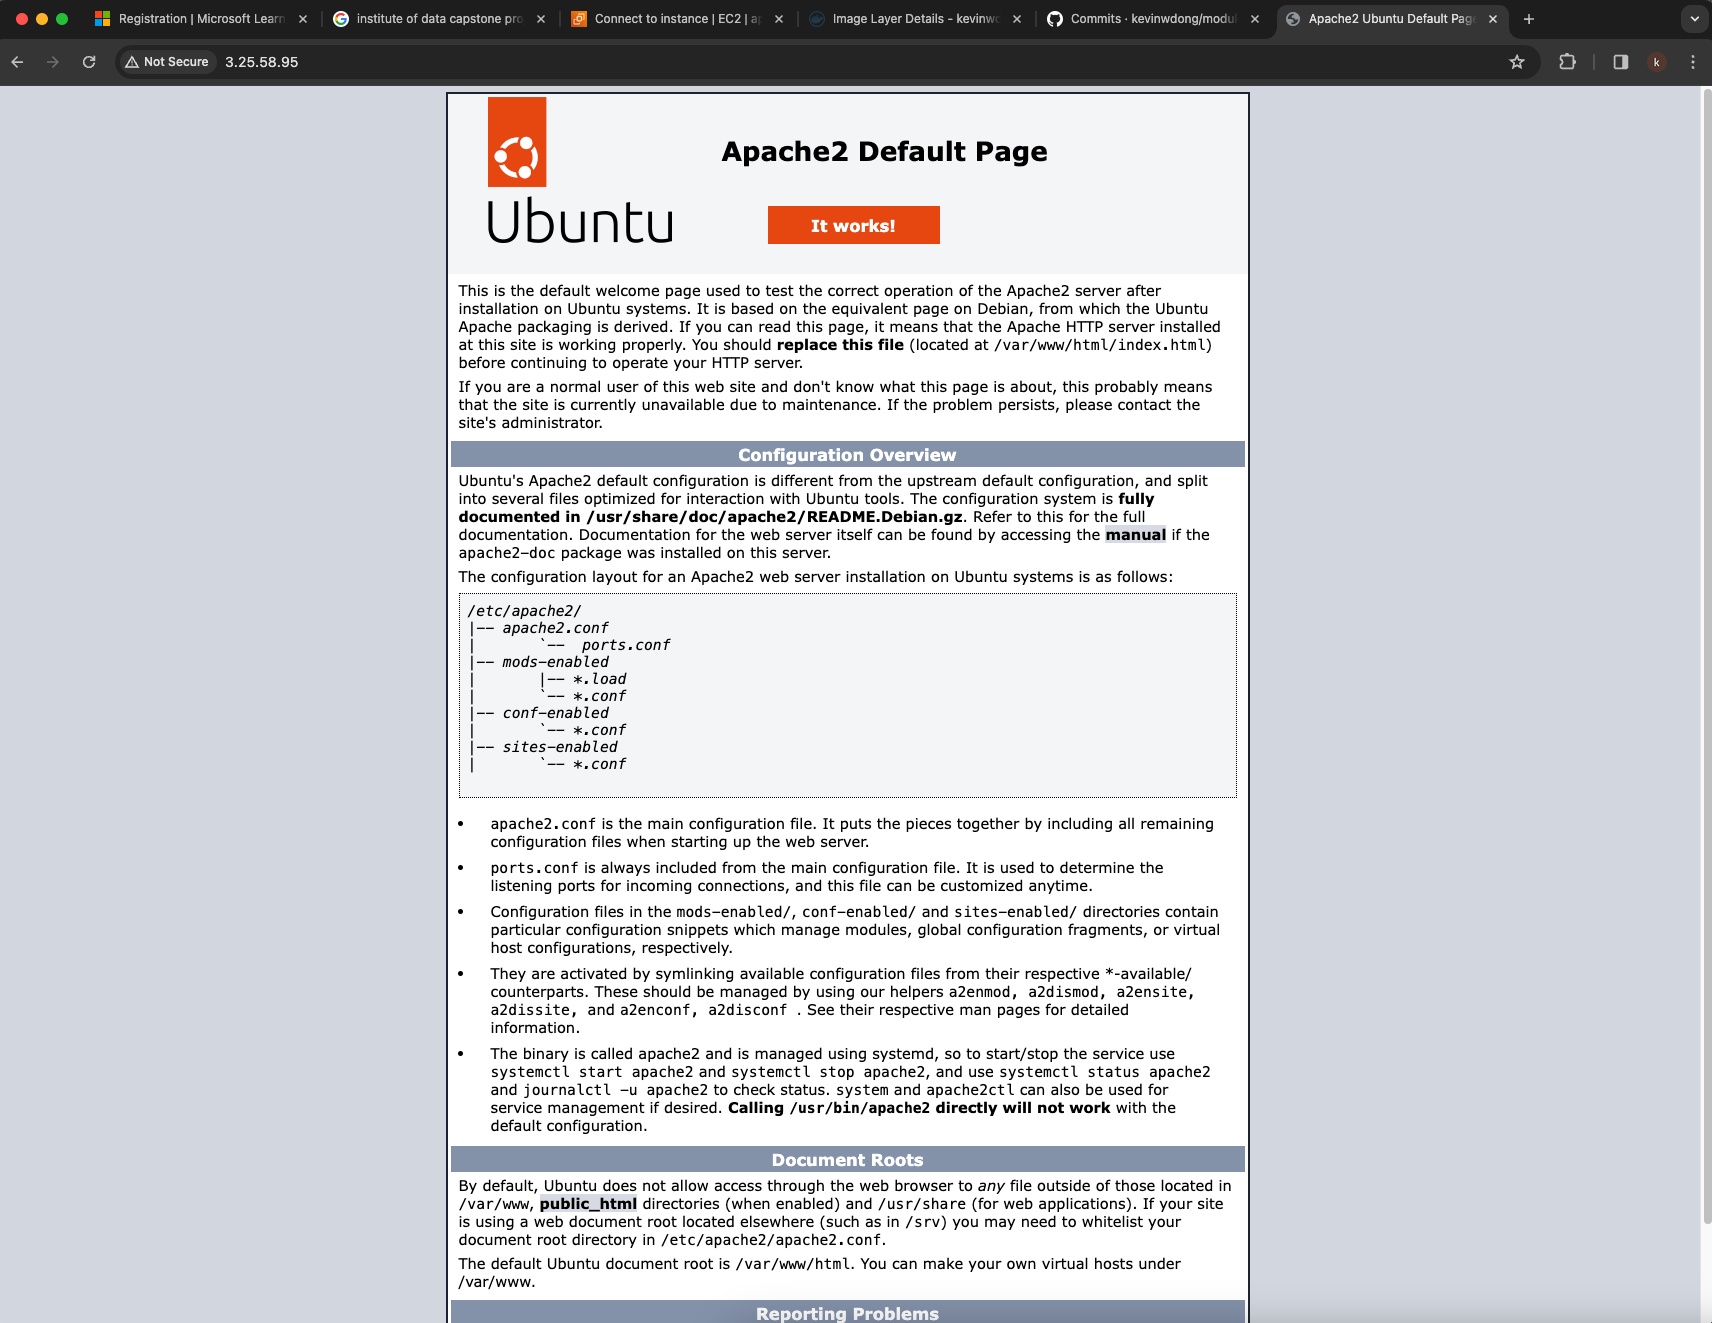 Registration | Microsoft Learn
institute of data capstone pro
Connect to instance | EC2 | ap
Image Layer Details - kevinwd
Commits · kevinwdong/modul
Apache2 Ubuntu Default Page
Not Secure
3.25.58.95
k
Apache2 Default Page
Ubuntu
It works!
This is the default welcome page used to test the correct operation of the Apache2 server after
installation on Ubuntu systems. It is based on the equivalent page on Debian, from which the Ubuntu
Apache packaging is derived. If you can read this page, it means that the Apache HTTP server installed
at this site is working properly. You should replace this file (located at /var/www/html/index.html)
before continuing to operate your HTTP server.
If you are a normal user of this web site and don't know what this page is about, this probably means
that the site is currently unavailable due to maintenance. If the problem persists, please contact the
site's administrator.
Configuration Overview
Ubuntu's Apache2 default configuration is different from the upstream default configuration, and split
into several files optimized for interaction with Ubuntu tools. The configuration system is fully
documented in /usr/share/doc/apache2/README.Debian.gz. Refer to this for the full
documentation. Documentation for the web server itself can be found by accessing the manual if the
apache2-doc package was installed on this server.
The configuration layout for an Apache2 web server installation on Ubuntu systems is as follows:
/etc/apache2/
|-- apache2.conf
|       `--  ports.conf
|-- mods-enabled
|       |-- *.load
|       `-- *.conf
|-- conf-enabled
|       `-- *.conf
|-- sites-enabled
|       `-- *.conf
• apache2.conf is the main configuration file. It puts the pieces together by including all remaining
configuration files when starting up the web server.
• ports.conf is always included from the main configuration file. It is used to determine the
listening ports for incoming connections, and this file can be customized anytime.
• Configuration files in the mods-enabled/, conf-enabled/ and sites-enabled/ directories contain
particular configuration snippets which manage modules, global configuration fragments, or virtual
host configurations, respectively.
• They are activated by symlinking available configuration files from their respective *-available/
counterparts. These should be managed by using our helpers a2enmod, a2dismod, a2ensite,
a2dissite, and a2enconf, a2disconf . See their respective man pages for detailed
information.
• The binary is called apache2 and is managed using systemd, so to start/stop the service use
systemctl start apache2 and systemctl stop apache2, and use systemctl status apache2
and journalctl -u apache2 to check status. system and apache2ctl can also be used for
service management if desired. Calling /usr/bin/apache2 directly will not work with the
default configuration.
Document Roots
By default, Ubuntu does not allow access through the web browser to any file outside of those located in
/var/www, public_html directories (when enabled) and /usr/share (for web applications). If your site
is using a web document root located elsewhere (such as in /srv) you may need to whitelist your
document root directory in /etc/apache2/apache2.conf.
The default Ubuntu document root is /var/www/html. You can make your own virtual hosts under
/var/www.
Reporting Problems